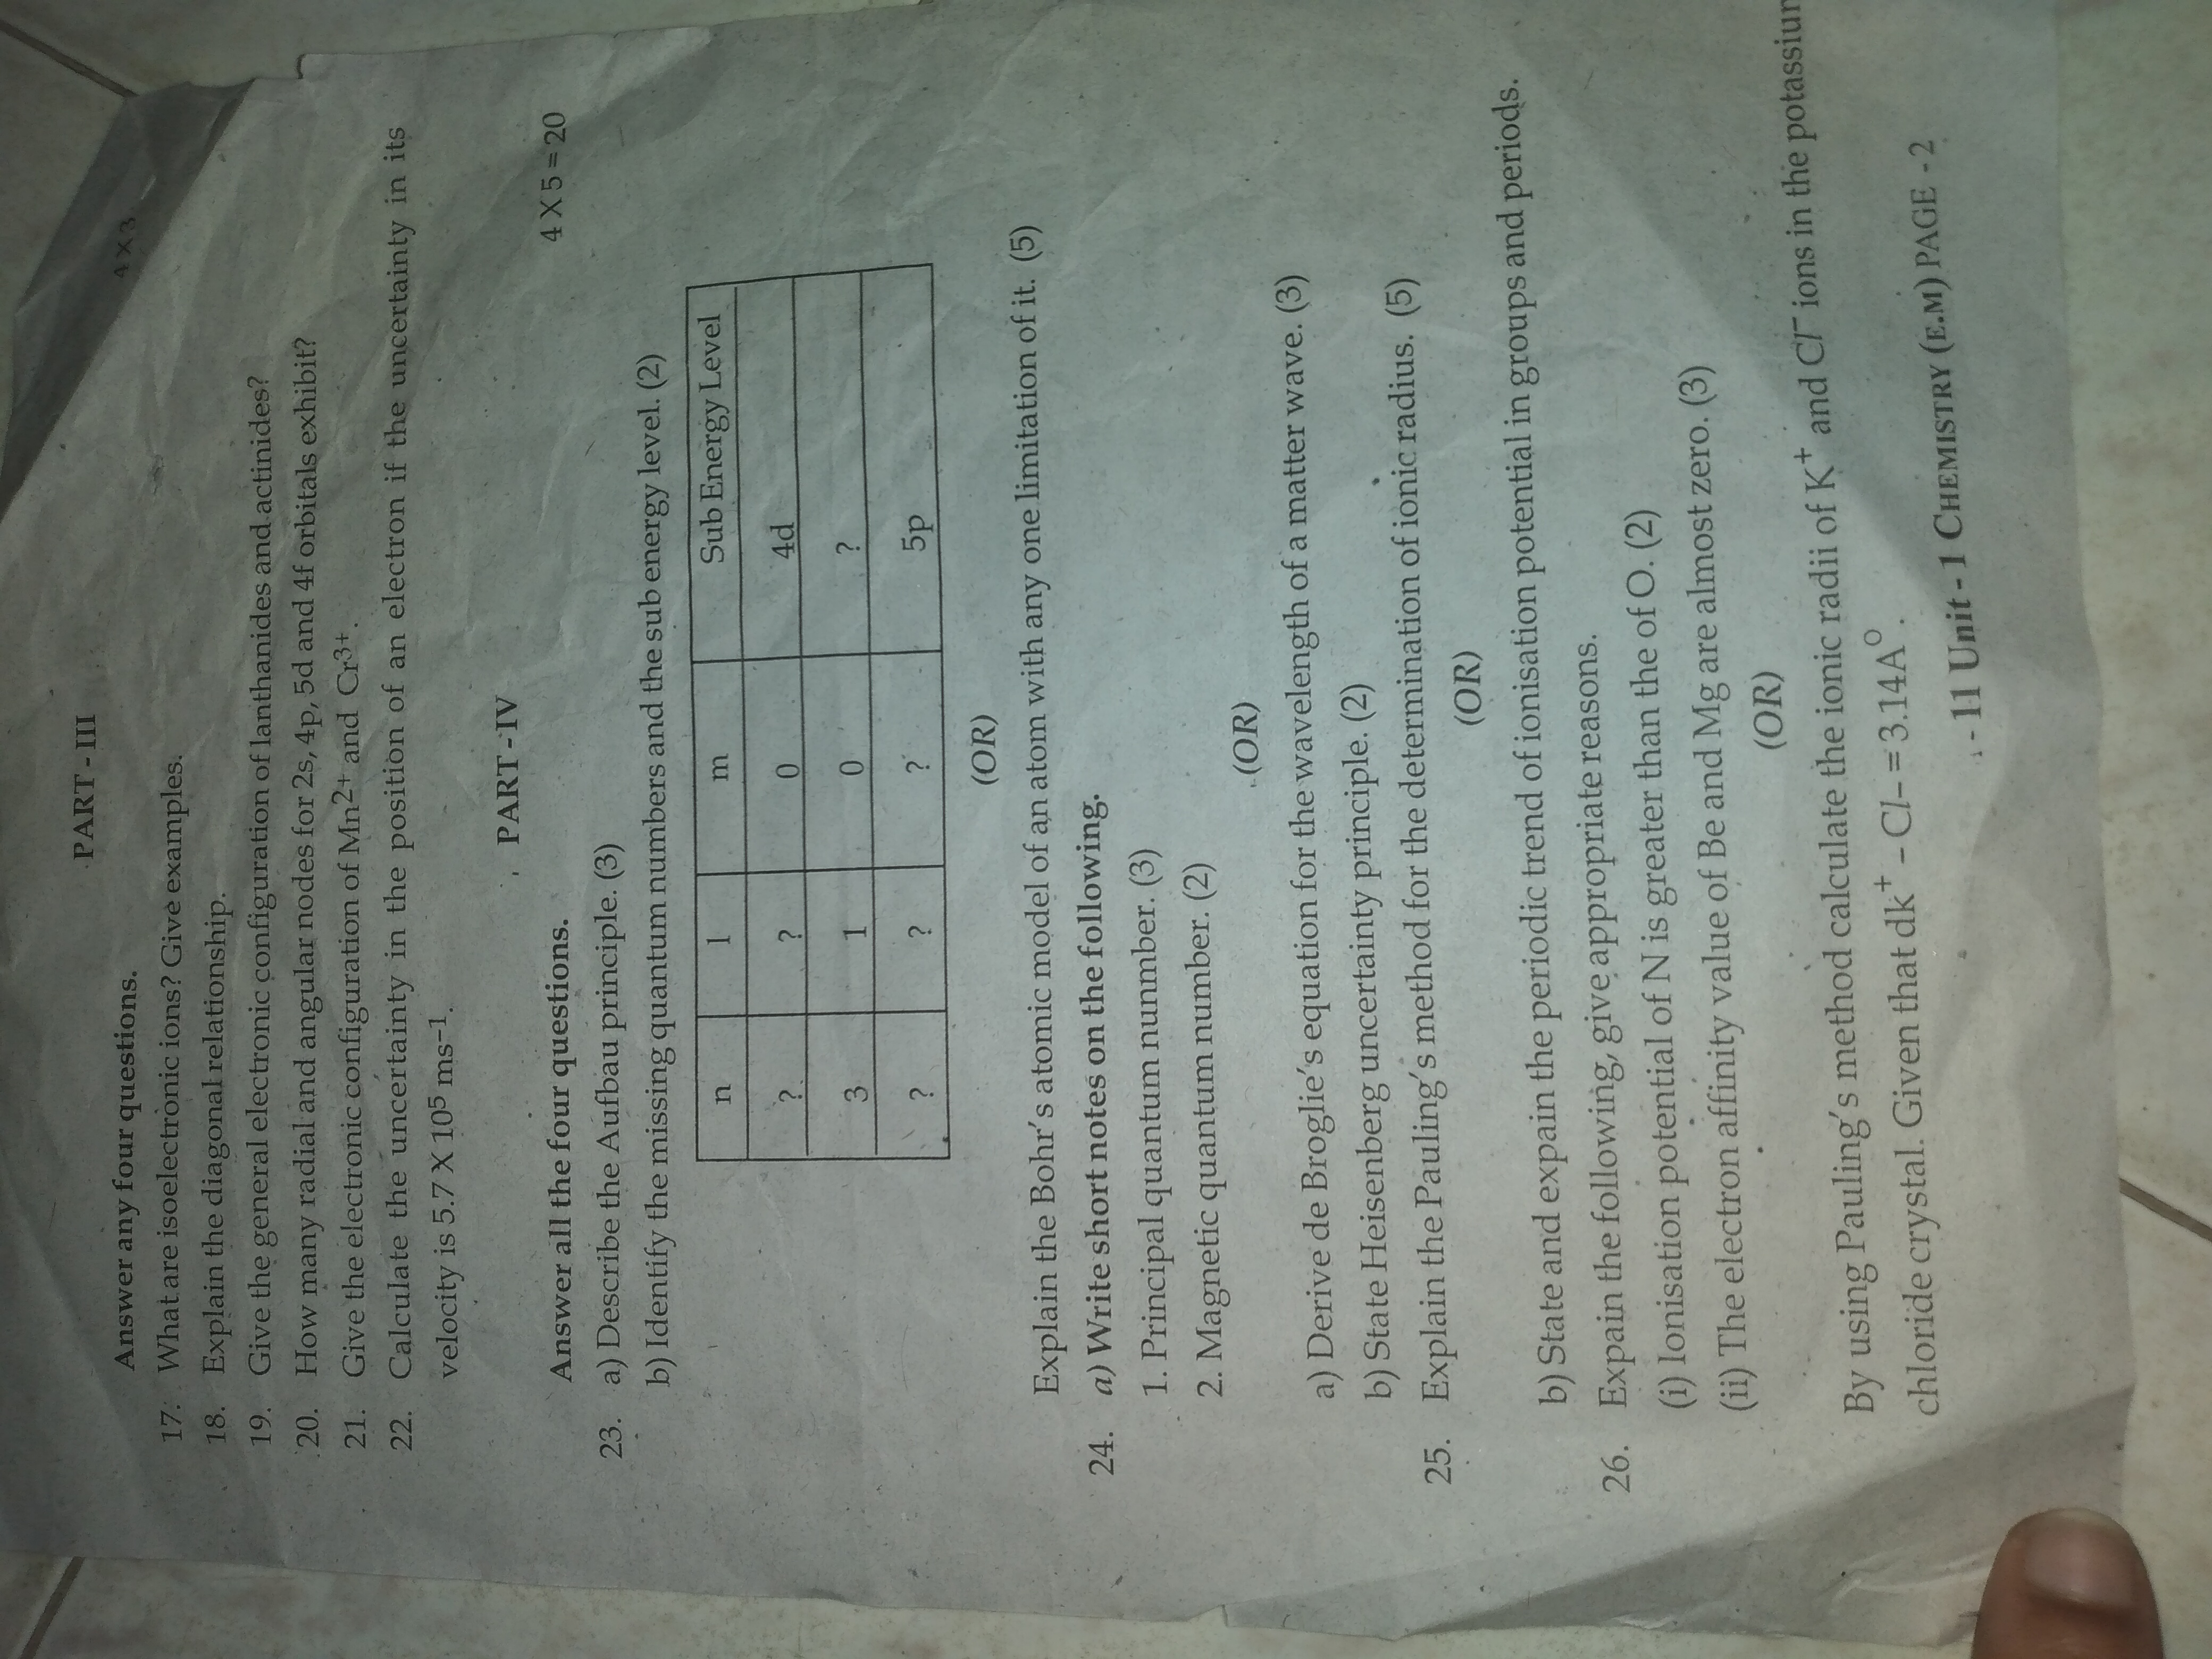 PART - III
Answer any four questions. 4 X 3
17. What are isoelectronic ions? Give examples.
18. Explain the diagonal relationship.
19. Give the general electronic configuration of lanthanides and actinides?
20. How many radial and angular nodes for 2s, 4p, 5d and 4f orbitals exhibit?
21. Give the electronic configuration of Mn2+ and Cr3+.
22. Calculate the uncertainty in the position of an electron if the uncertainty in its
velocity is 5.7 X 10⁵ ms−1.
PART - IV
Answer all the four questions. 4 X 5 = 20
23. a) Describe the Aufbau principle. (3)
b) Identify the missing quantum numbers and the sub energy level. (2)
n l m Sub Energy Level
? ? 0 4d
3 1 0 ?
? ? ? 5p
(OR)
Explain the Bohr's atomic model of an atom with any one limitation of it. (5)
24. a) Write short notes on the following.
1. Principal quantum nunmber. (3)
2. Magnetic quantum number. (2)
(OR)
a) Derive de Broglie's equation for the wavelength of a matter wave. (3)
b) State Heisenberg uncertainty principle. (2)
25. Explain the Pauling's method for the determination of ionic radius. (5)
(OR)
b) State and expain the periodic trend of ionisation potential in groups and periods.
26. Expain the following, give appropriate reasons.
(i) Ionisation potential of N is greater than the of O. (2)
(ii) The electron affinity value of Be and Mg are almost zero. (3)
(OR)
By using Pauling's method calculate the ionic radii of K⁺ and Cl⁻ ions in the potassiur
chloride crystal. Given that dk⁺ – Cl– = 3.14A⁰.
- 11 Unit - 1 CHEMISTRY (E.M) PAGE - 2